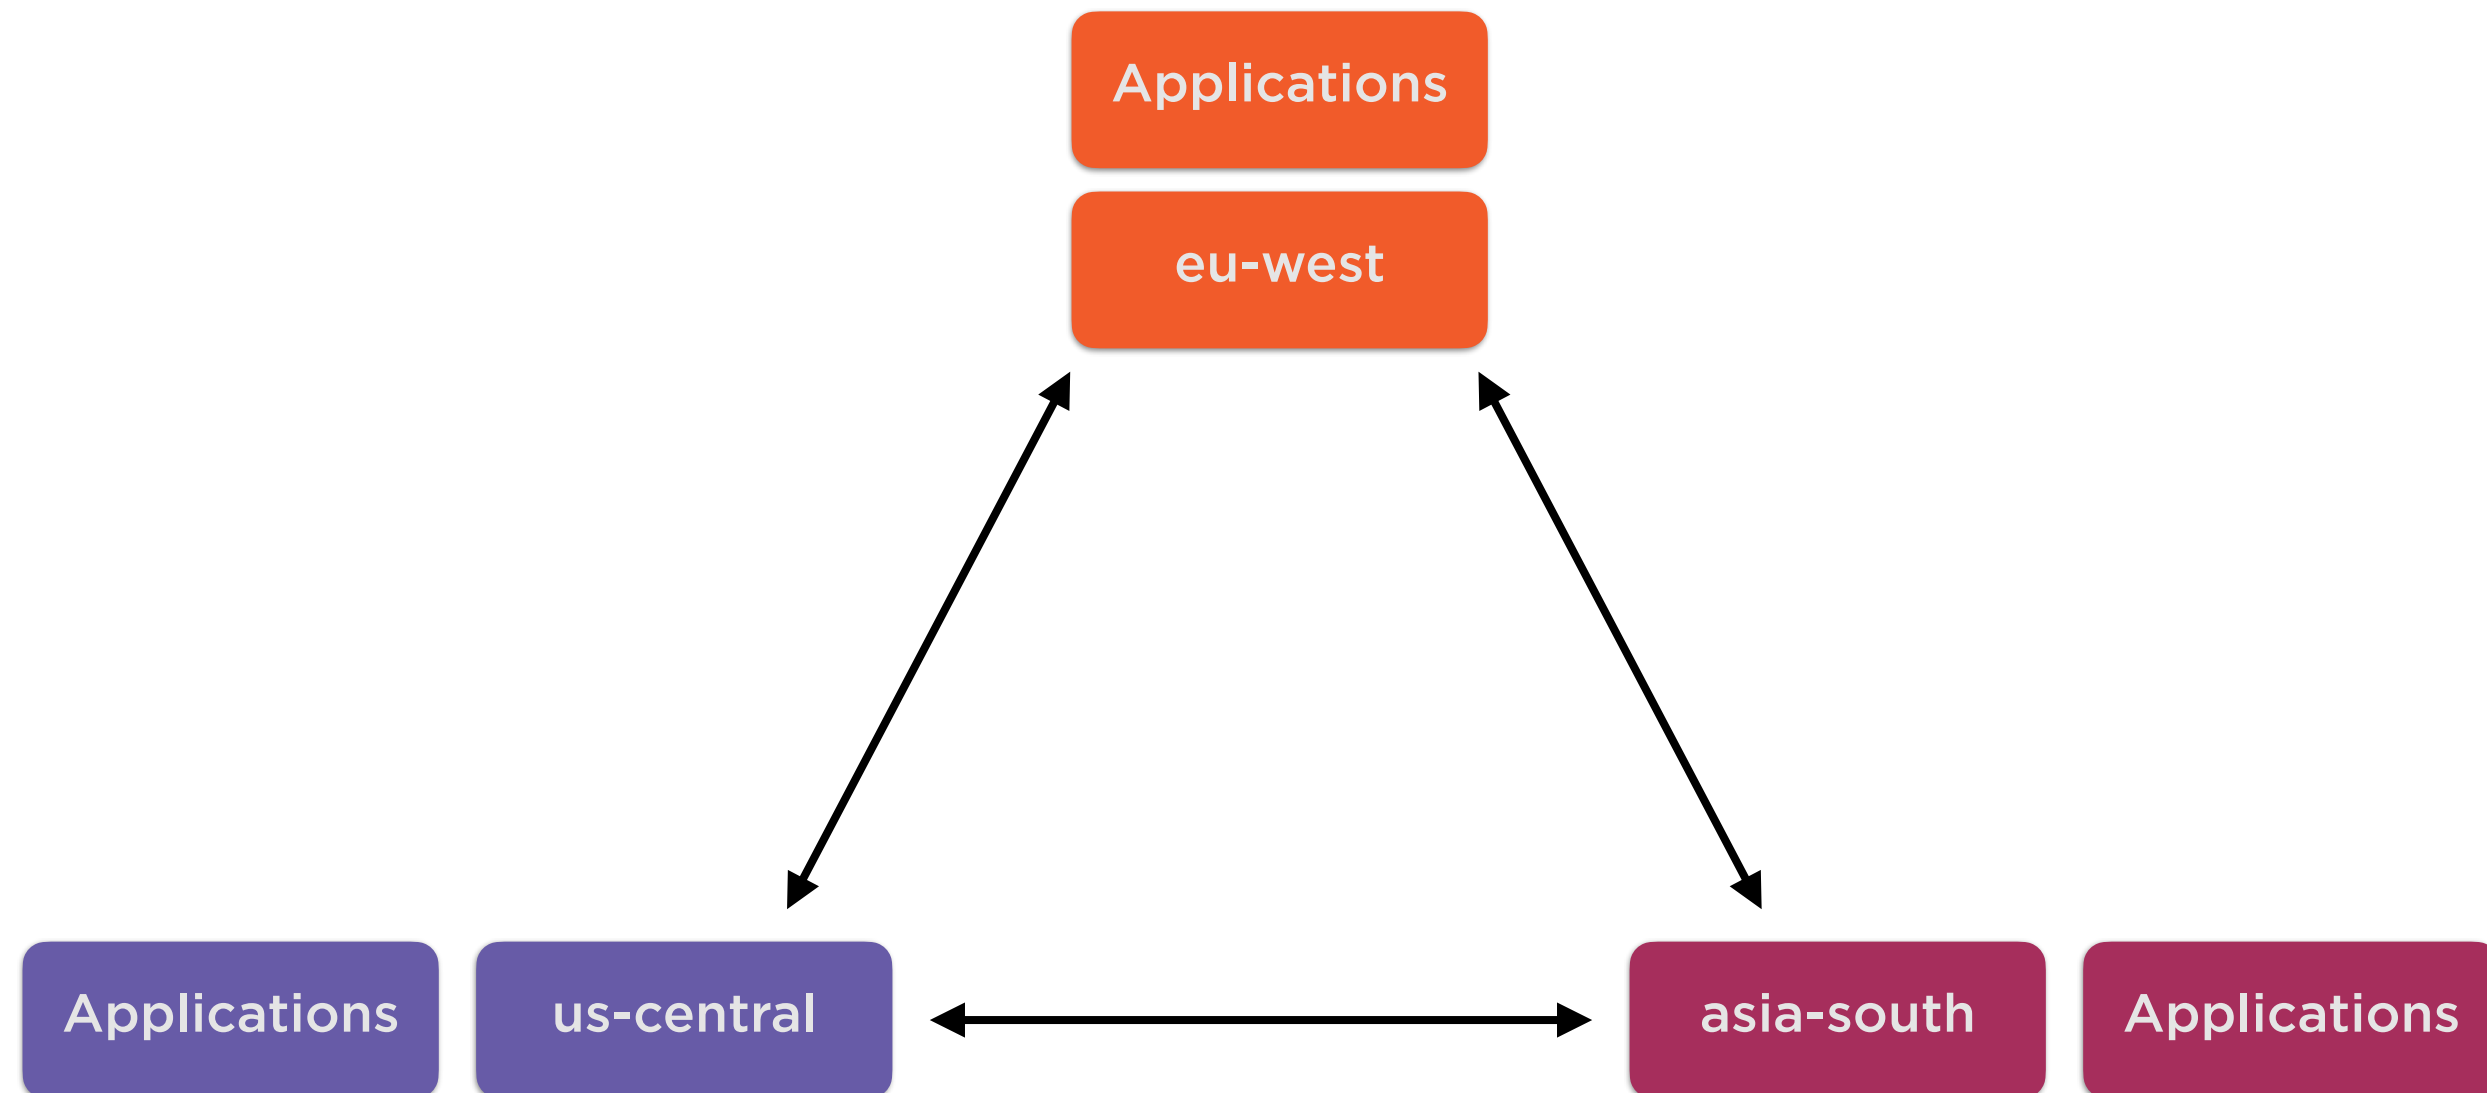 Applications
eu-west
Applications
us-central
asia-south
Applications